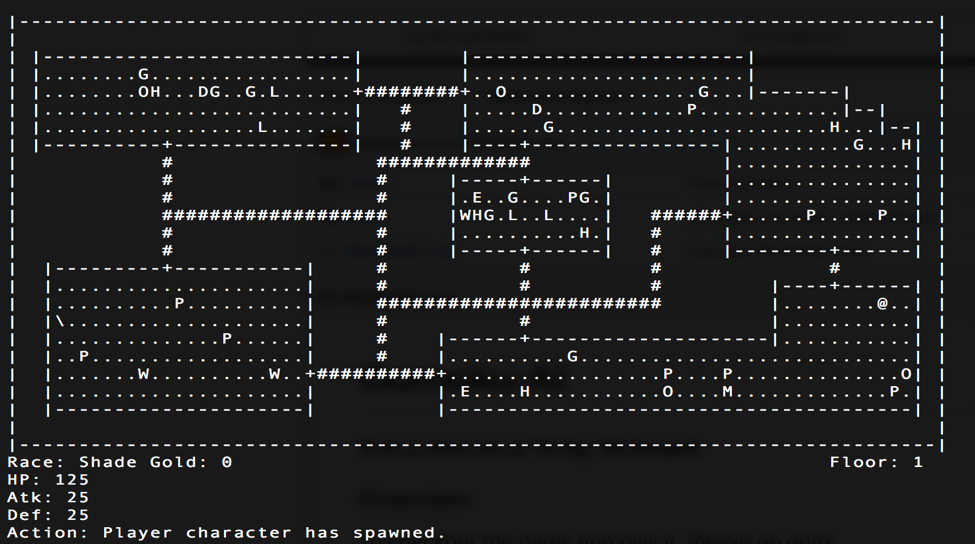 |-----------------------------------------------------------------------------|
|                                                                             |
| |--------------------------|        |-----------------------|               |
| |........G.................|        |.......................|               |
| |........OH...DG..G.L......+########+..O................G...|-------|       |
| |..........................|   #    |.....D............P............|--|    |
| |..................L.......|   #    |......G.......................H...|--| |
| |----------+---------------|   #    |----+----------------|..........G...H| |
|            #                 #############                |...............| |
|            #                 #     |-----+------|         |...............| |
|            #                 #     |.E..G....PG.|         |...............| |
|            ###################     |WHG.L..L....|   ######+......P.....P..| |
|            #                 #     |..........H.|   #     |...............| |
|            #                 #     |-----+------|   #     |--------+------| |
|  |---------+-----------|     #           #          #              #        |
|  |.....................|     #           #          #         |----+------| |
|  |..........P..........|     ########################         |........@..| |
|  |\....................|     #           #                    |...........| |
|  |..............P......|     #    |------+--------------------|...........| |
|  |..P..................|     #    |..........G............................| |
|  |.......W..........W..+##########+..................P....P..............O| |
|  |.....................|          |.E....H...........O....M.............P.| |
|  |---------------------|          |---------------------------------------| |
|                                                                             |
|-----------------------------------------------------------------------------|
Race: Shade Gold: 0                                                  Floor: 1
HP: 125
Atk: 25
Def: 25
Action: Player character has spawned.